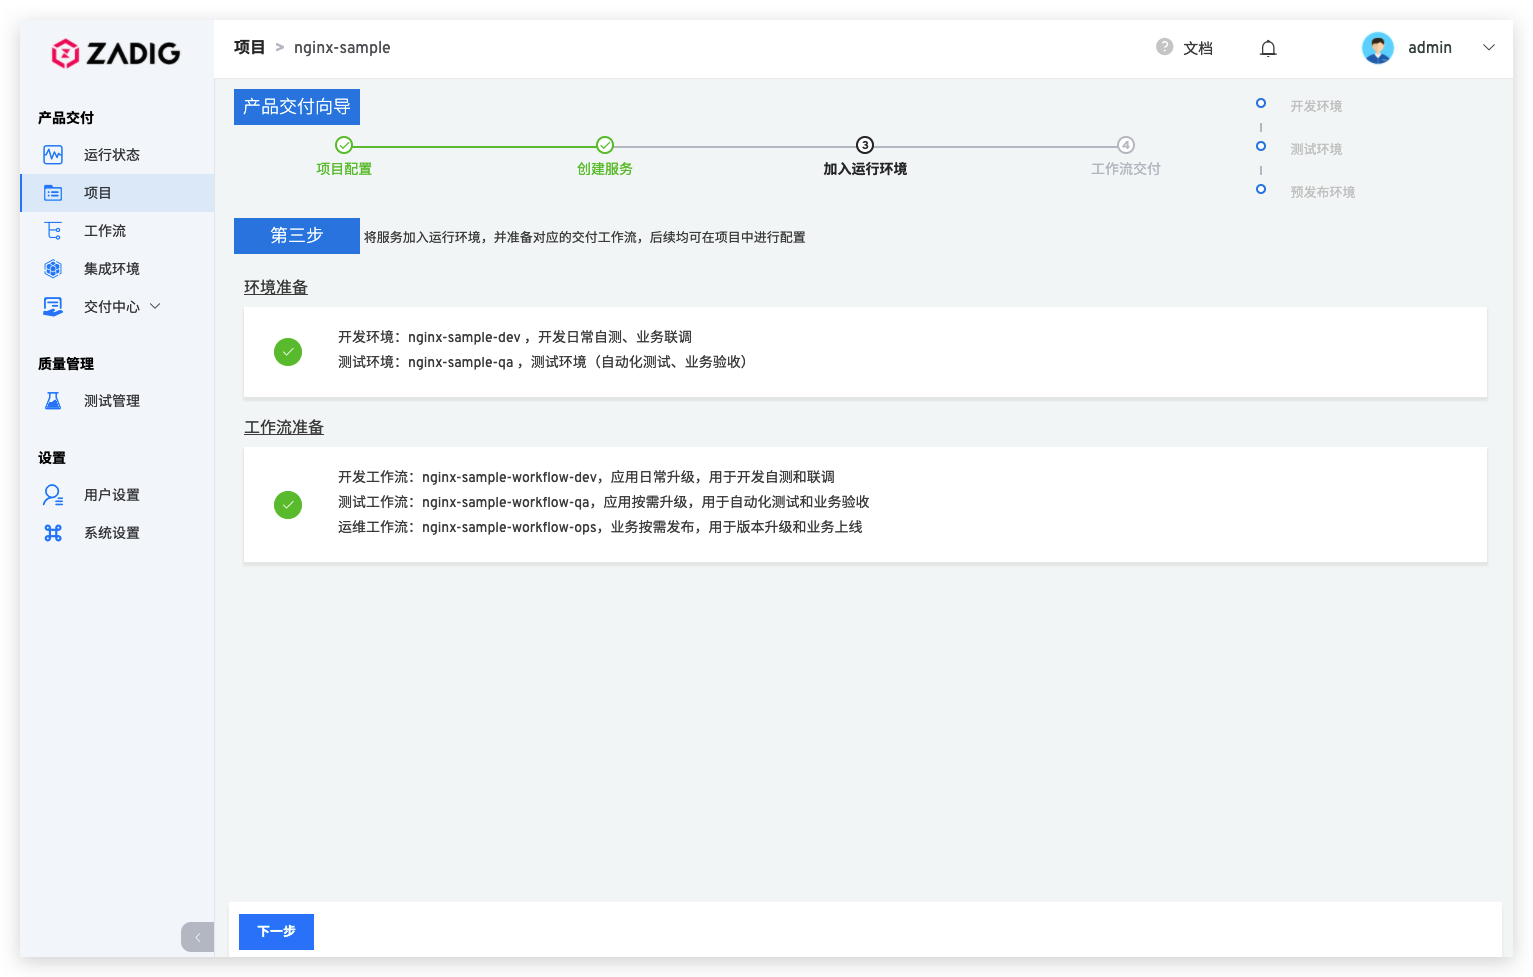 ZADIG
项目 > nginx-sample
? 文档
admin
产品交付
运行状态
项目
工作流
集成环境
交付中心
质量管理
测试管理
设置
用户设置
系统设置
产品交付向导
项目配置
创建服务
3
加入运行环境
4
工作流交付
开发环境
测试环境
预发布环境
第三步 将服务加入运行环境，并准备对应的交付工作流，后续均可在项目中进行配置
环境准备
开发环境：nginx-sample-dev ，开发日常自测、业务联调
测试环境：nginx-sample-qa ，测试环境（自动化测试、业务验收）
工作流准备
开发工作流：nginx-sample-workflow-dev，应用日常升级，用于开发自测和联调
测试工作流：nginx-sample-workflow-qa，应用按需升级，用于自动化测试和业务验收
运维工作流：nginx-sample-workflow-ops，业务按需发布，用于版本升级和业务上线
下一步